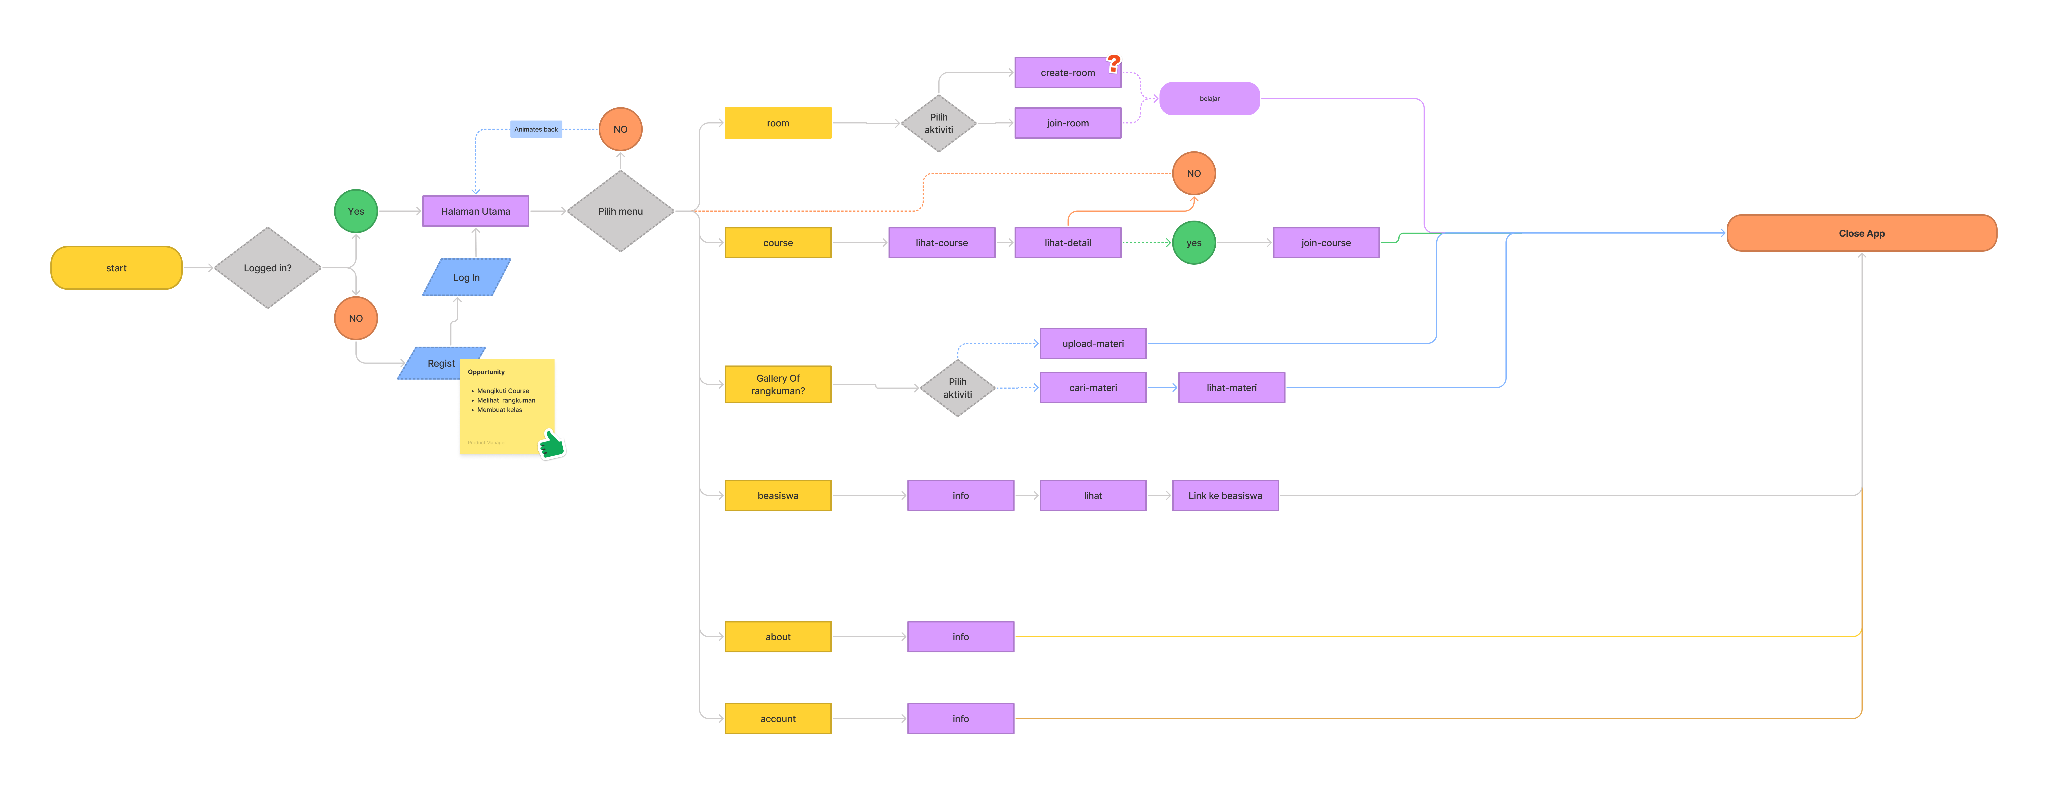 start
Logged in?
Yes
NO
Regist
Log In
Oppurtunity
Mengikuti Course
Melihat rangkuman
Membuat kelas
Halaman Utama
Animates back
NO
Pilih menu
room
Pilih
aktiviti
create-room
?
join-room
belajar
course
lihat-course
lihat-detail
NO
yes
join-course
Gallery Of
rangkuman?
Pilih
aktiviti
upload-materi
cari-materi
lihat-materi
beasiswa
info
lihat
Link ke beasiswa
about
info
account
info
Close App